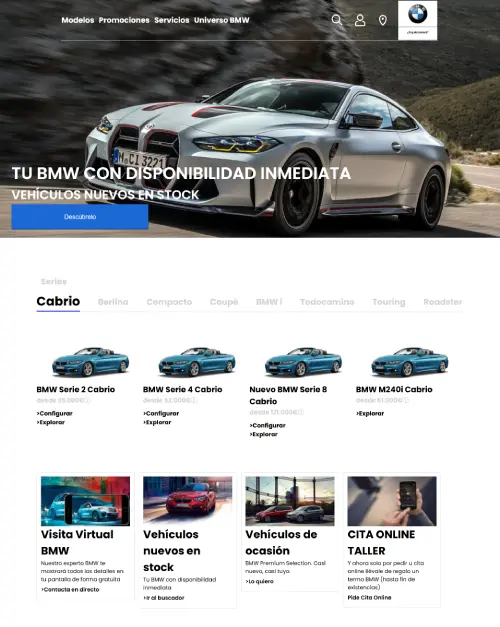 Modelos Promociones Servicios Universo BMW
M CI 3221
TU BMW CON DISPONIBILIDAD INMEDIATA
VEHÍCULOS NUEVOS EN STOCK
Descúbrelo
Series
Cabrio Berlina Compacto Coupé BMW i Todocamino Touring Roadster
BMW Serie 2 Cabrio
desde 35.000€
>Configurar
>Explorar
BMW Serie 4 Cabrio
desde 52.000€
>Configurar
>Explorar
Nuevo BMW Serie 8
Cabrio
desde 121.000€
>Configurar
>Explorar
BMW M240i Cabrio
desde 61.000€
>Explorar
Visita Virtual
BMW
Nuestro experto BMW te
mostrará todos los detalles en
tu pantalla de forma gratuita
>Contacta en directo
Vehículos
nuevos en
stock
Tu BMW con disponibilidad
inmediata
>Ir al buscador
Vehículos de
ocasión
BMW Premium Selection. Casi
nuevo, casi tuyo.
>Lo quiero
CITA ONLINE
TALLER
Y ahora solo por pedir u cita
online llévale de regalo un
termo BMW (hasta fin de
existencias)
Pide Cita Online